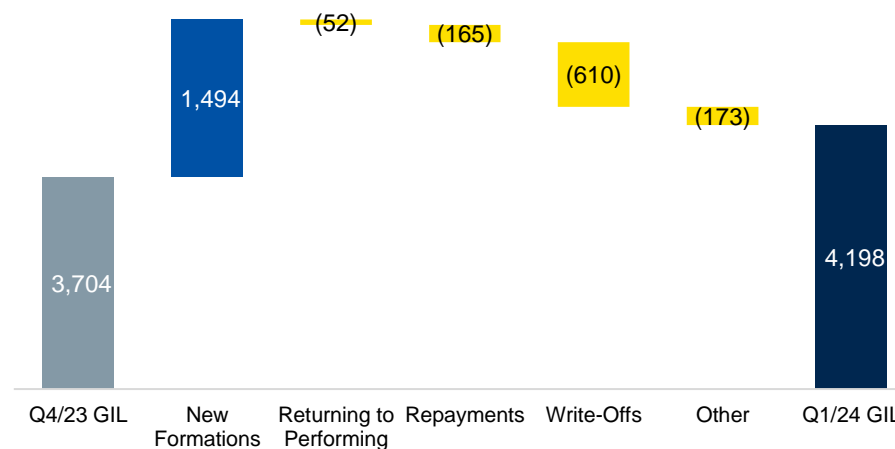 (52)
(165)
1,494
(610)
(173)
4,198
3,704
Q4/23 GIL
New
Formations
Returning to
Performing
Repayments
Write-Offs
Other
Q1/24 GIL